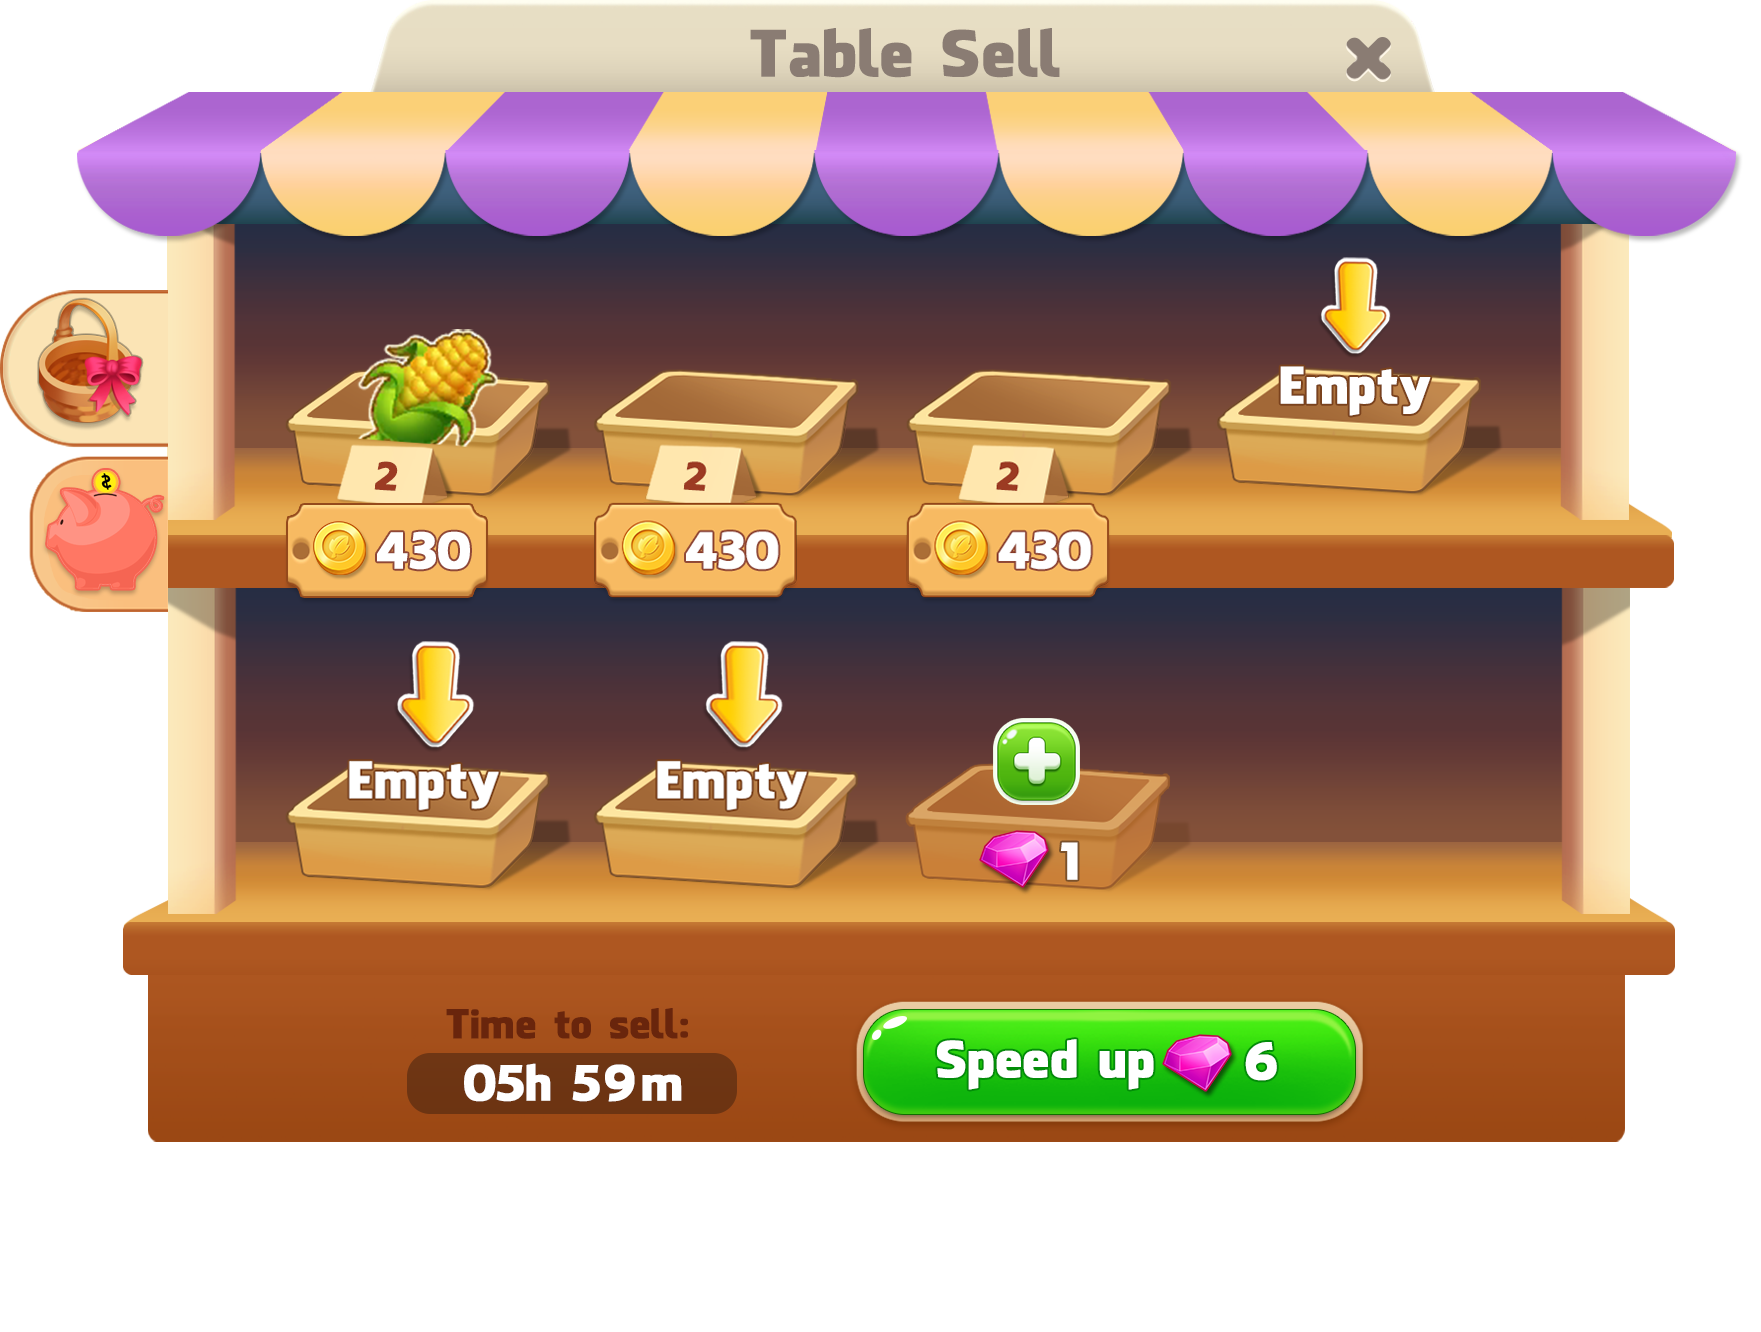 Table Sell
Empty
2 2 2
430 430 430
Empty Empty
1
Time to sell:
05h 59m
Speed up 6